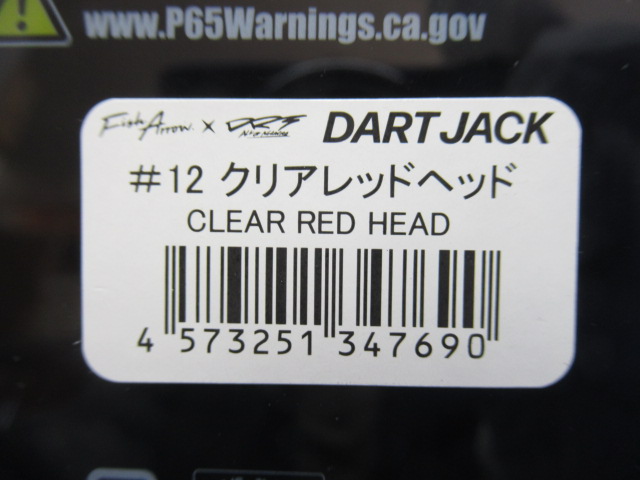 www.P65Warnings.ca.gov
Fish Arrow. × DRT DARTJACK
#12 クリアレッドヘッド
CLEAR RED HEAD
4 573251 347690